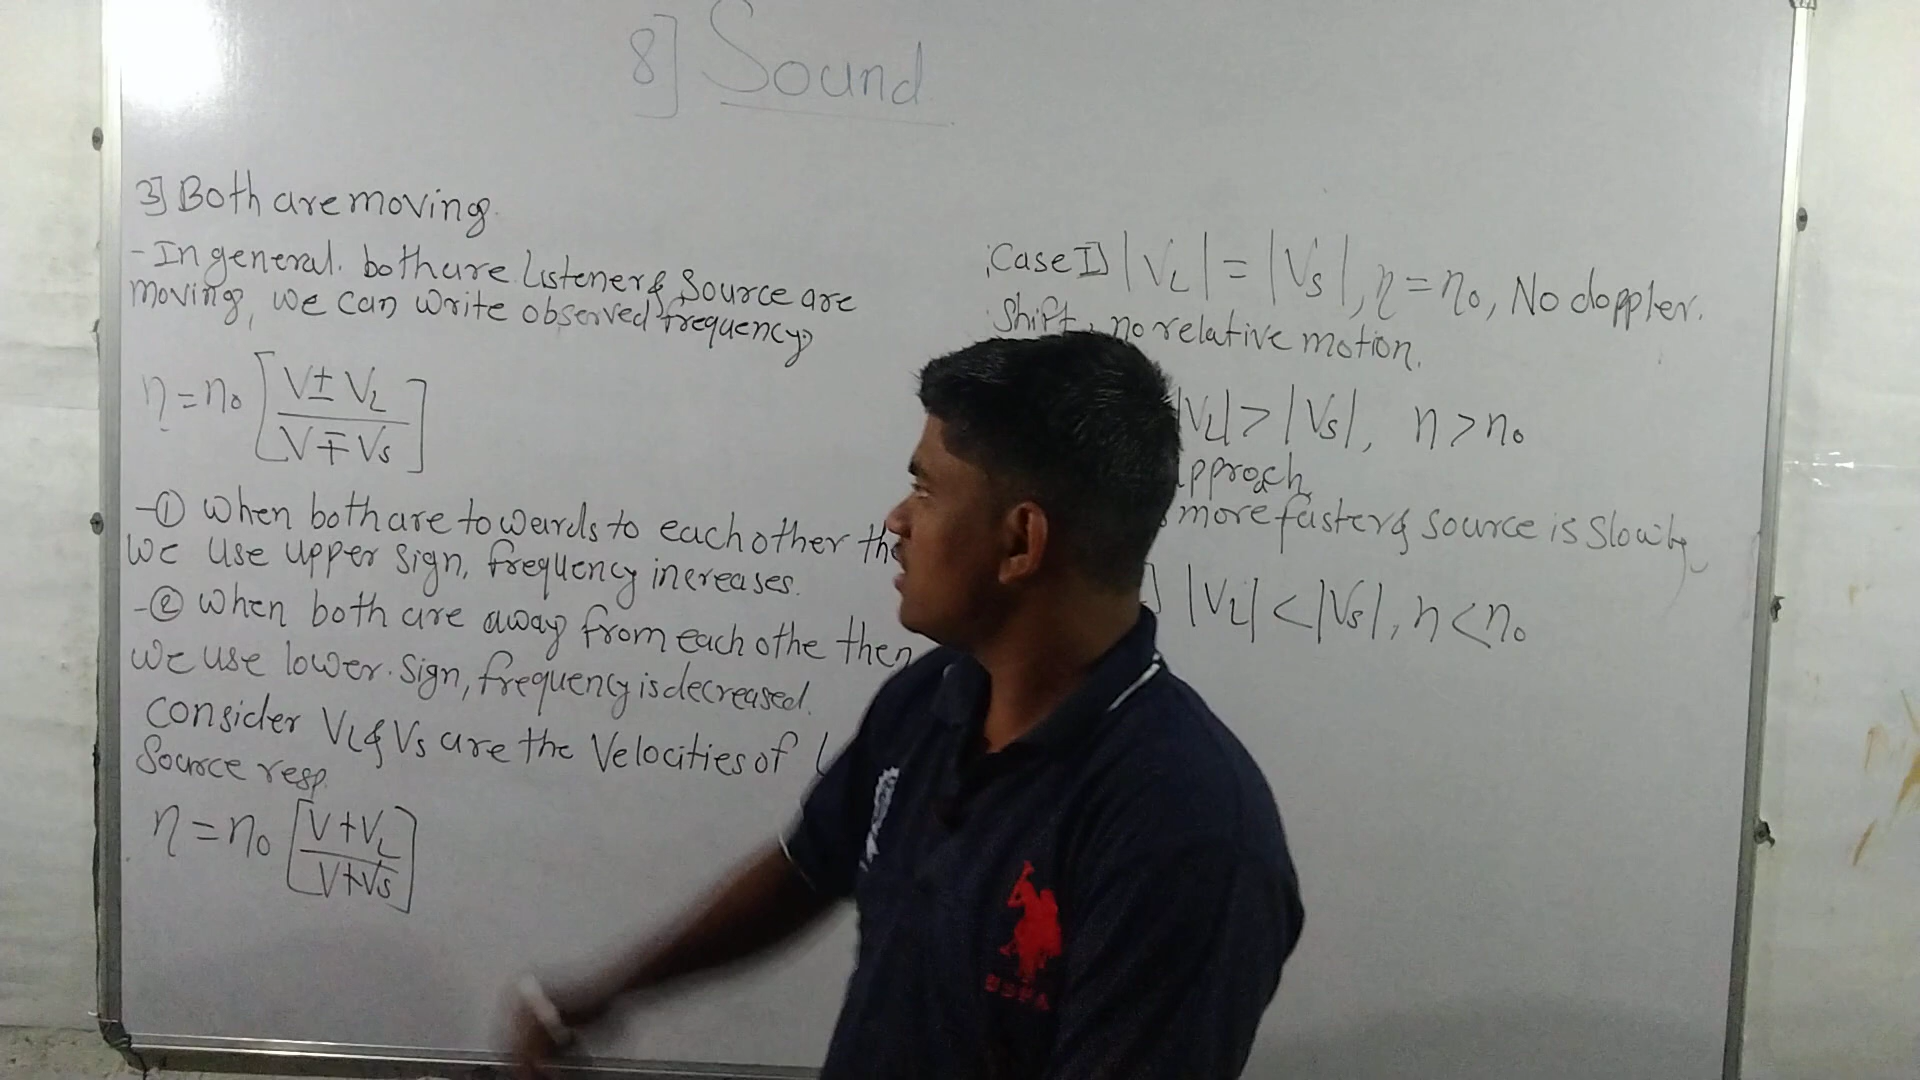 8] Sound
3] Both are moving.
- In general. both are Listener & Source are
moving, we can write observed frequency
n = n₀ [V ± V_L / V ∓ V_S]
- ① When both are towards to each other the
We use upper sign, frequency increases.
- ② When both are away from each othe then
we use lower sign, frequency is decreased.
Consider V_L & V_S are the Velocities of L
Source resp.
n = n₀ [V + V_L / V + V_S]
Case I] |V_L| = |V_S|, n = n₀, No doppler.
Shift, no relative motion.
|V_L| > |V_S|, n > n₀
pproach,
more faster & source is slowly
] |V_L| < |V_S|, n < n₀